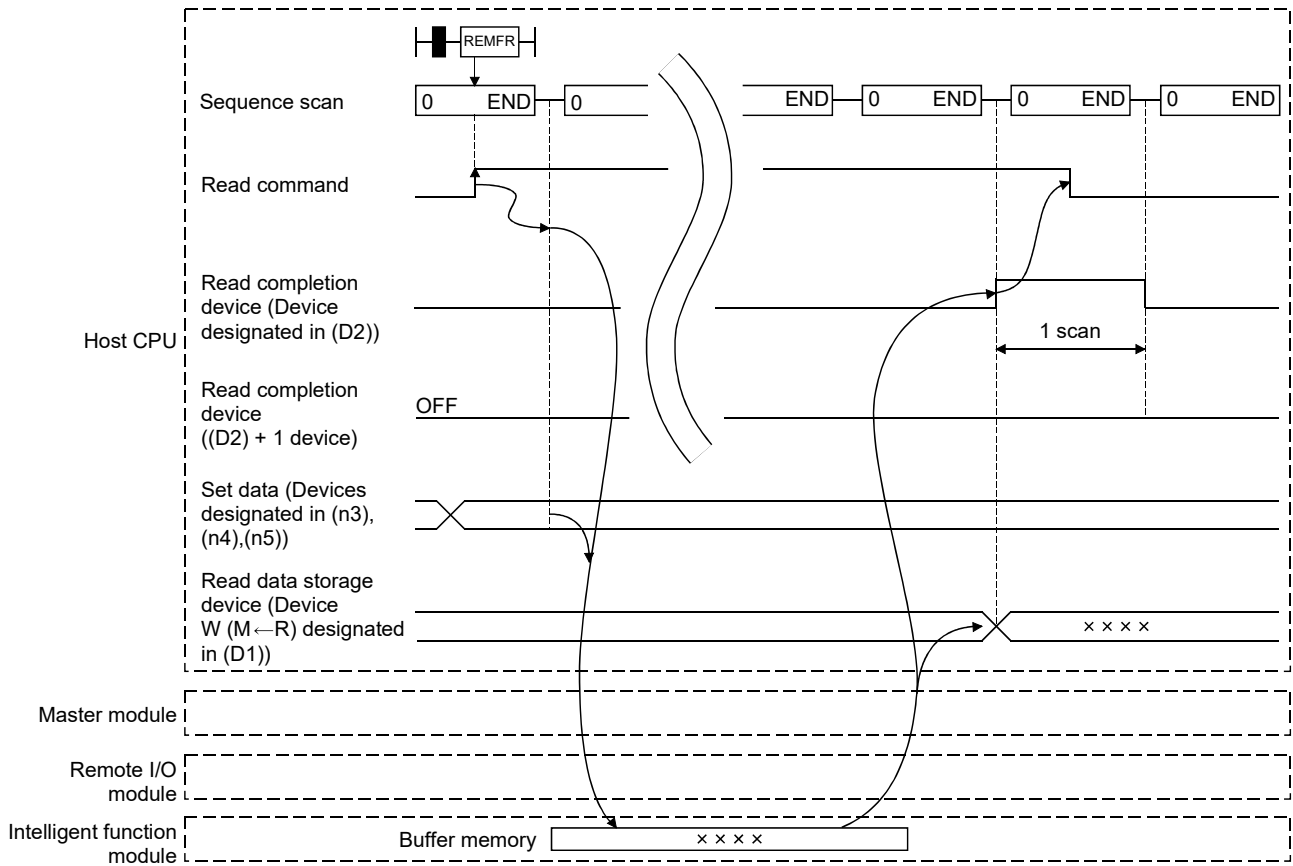 REMFR
Sequence scan
0 END 0 END 0 END 0 END 0 END
Read command
Read completion
device (Device
designated in (D2))
1 scan
Host CPU
Read completion
device
((D2) + 1 device)
OFF
Set data (Devices
designated in (n3),
(n4),(n5))
Read data storage
device (Device
W (M←R) designated
in (D1))
××××
Master module
Remote I/O
module
Intelligent function
module
Buffer memory
××××